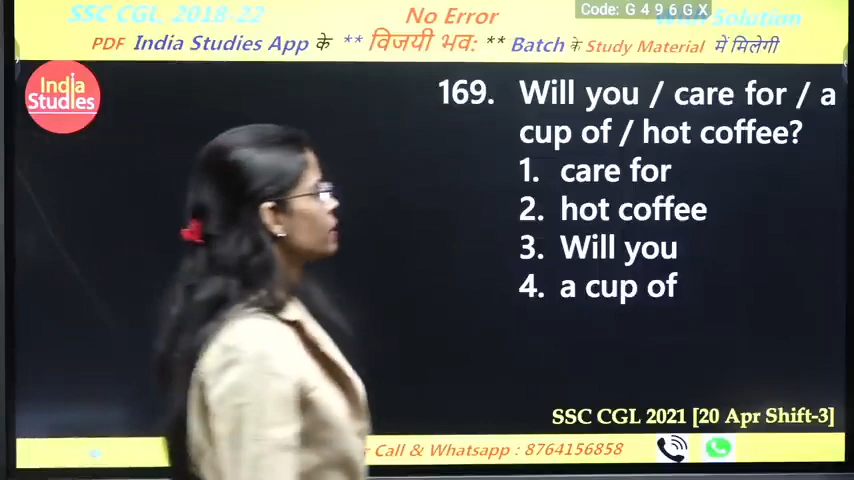 SSC CGL 2018-22 No Error With Solution
Code: G 4 9 6 G X
PDF India Studies App के ** विजयी भव: ** Batch के Study Material में मिलेगी
India
Studies
169. Will you / care for / a
cup of / hot coffee?
1. care for
2. hot coffee
3. Will you
4. a cup of
SSC CGL 2021 [20 Apr Shift-3]
Call & Whatsapp : 8764156858